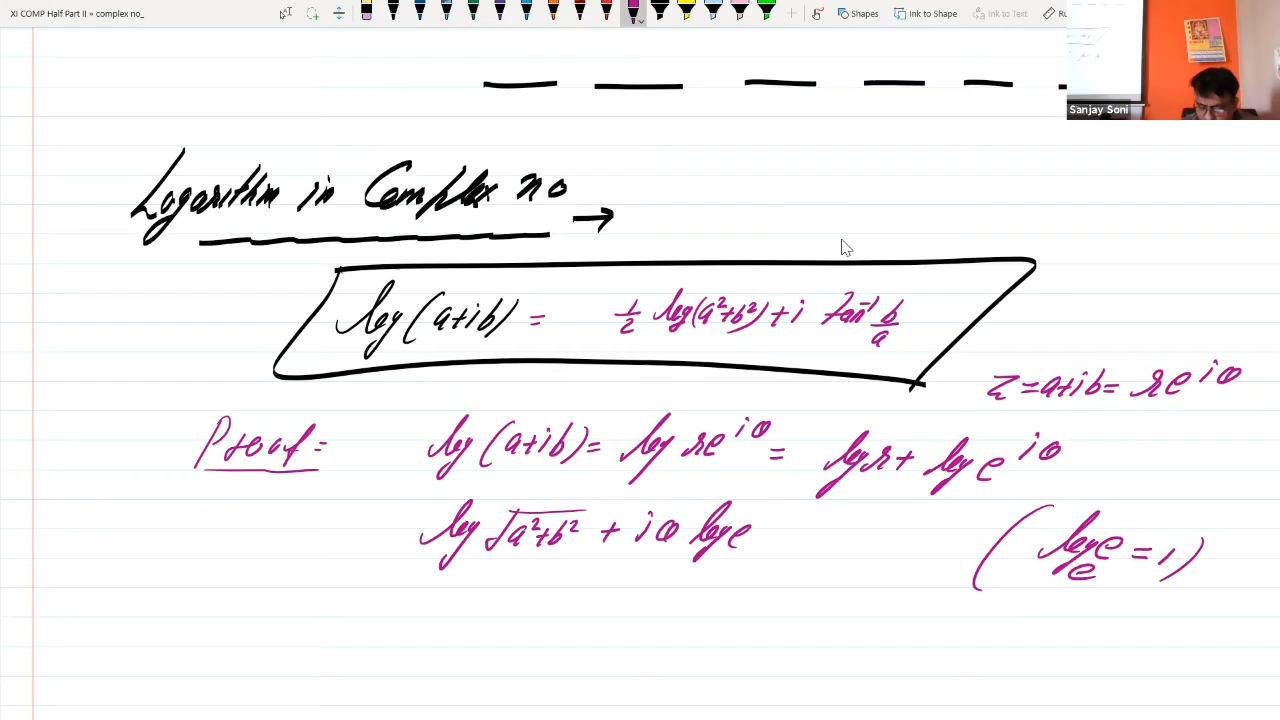 XI COMP Half Part II = complex no_
Shapes Ink to Shape Ink to Text Ru
Sanjay Soni
Logarithm in Complex no →
log(a+ib) = 1/2 log(a²+b²) + i tan⁻¹ b/a
z = a+ib = re^{iθ}
Proof = log(a+ib) = log re^{iθ} = log r + log e^{iθ}
log √(a²+b²) + iθ log e
(log_e e = 1)